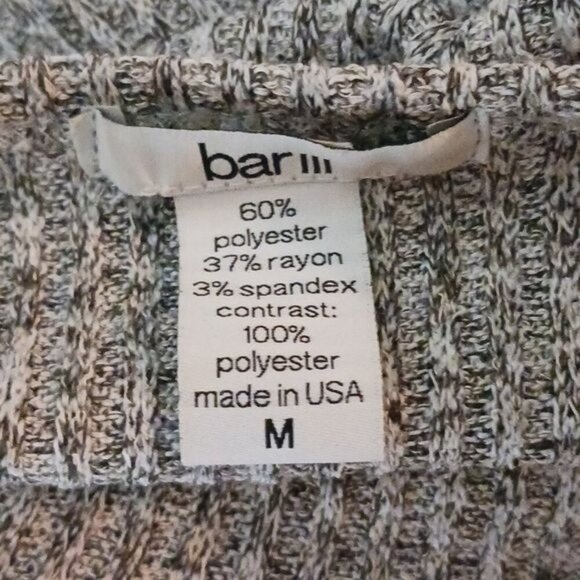 bar III
60%
polyester
37% rayon
3% spandex
contrast:
100%
polyester
made in USA
M